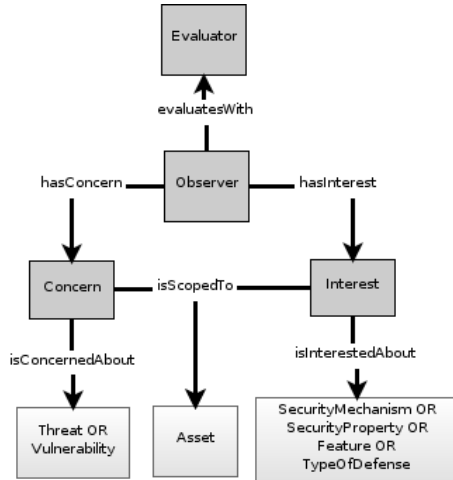 Evaluator
evaluatesWith
hasConcern
Observer
hasInterest
Concern
isScopedTo
Interest
isConcernedAbout
isInterestedAbout
Threat OR
Vulnerability
Asset
SecurityMechanism OR
SecurityProperty OR
Feature OR
TypeOfDefense